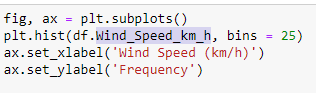 fig, ax = plt.subplots()
plt.hist(df.Wind_Speed_km_h, bins = 25)
ax.set_xlabel('Wind Speed (km/h)')
ax.set_ylabel('Frequency')